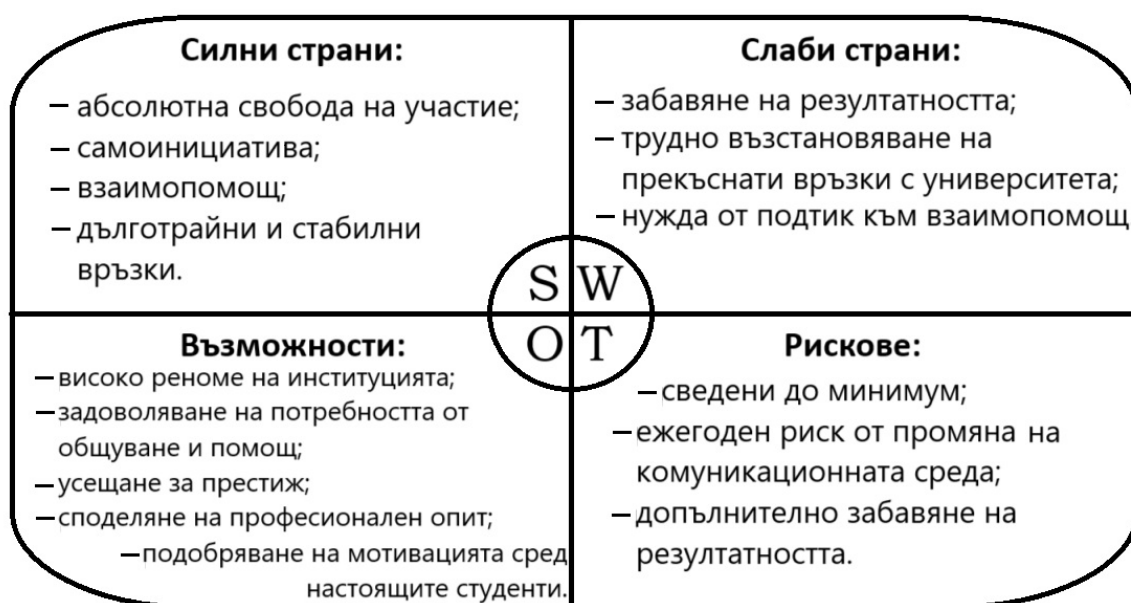 Силни страни:
– абсолютна свобода на участие;
– самоинициатива;
– взаимопомощ;
– дълготрайни и стабилни
връзки.
Слаби страни:
– забавяне на резултатността;
– трудно възстановяване на
прекъснати връзки с университета;
– нужда от подтик към взаимопомощ
S W
O T
Възможности:
– високо реноме на институцията;
– задоволяване на потребността от
общуване и помощ;
– усещане за престиж;
– споделяне на професионален опит;
– подобряване на мотивацията сред
настоящите студенти.
Рискове:
– сведени до минимум;
– ежегоден риск от промяна на
комуникационната среда;
– допълнително забавяне на
резултатността.